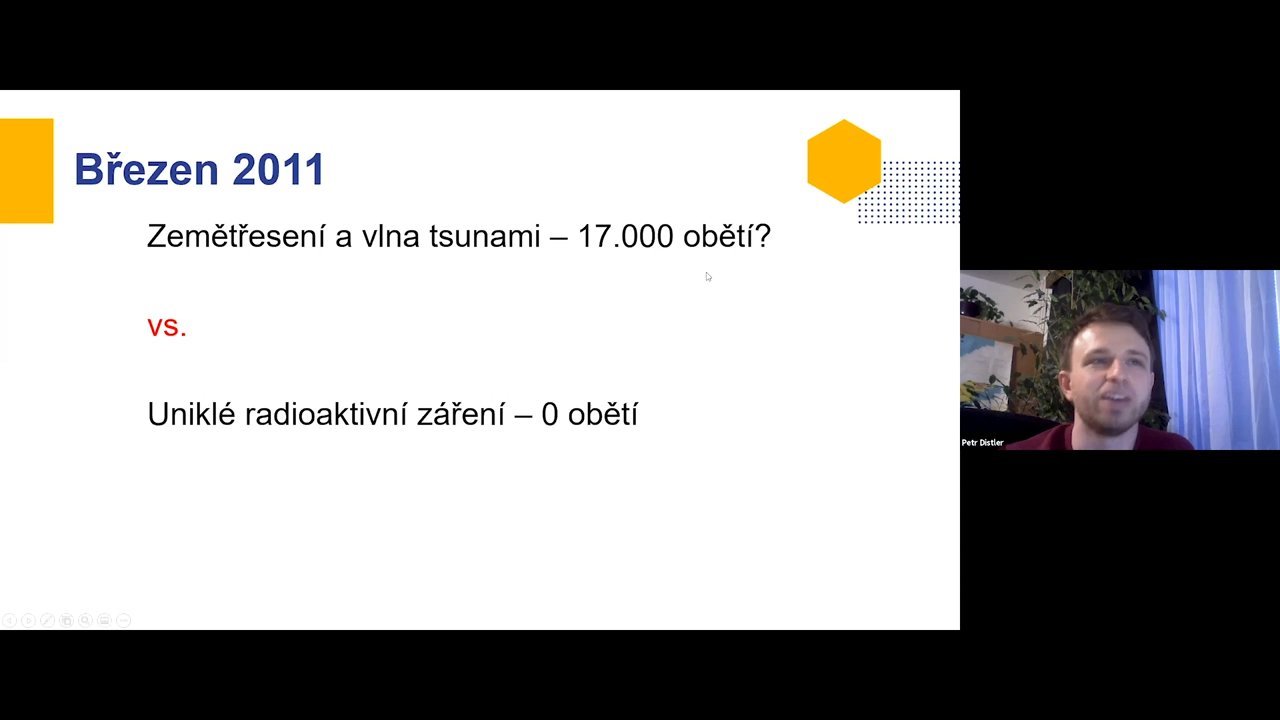 Březen 2011
Zemětřesení a vlna tsunami – 17.000 obětí?
vs.
Uniklé radioaktivní záření – 0 obětí
Petr Distler